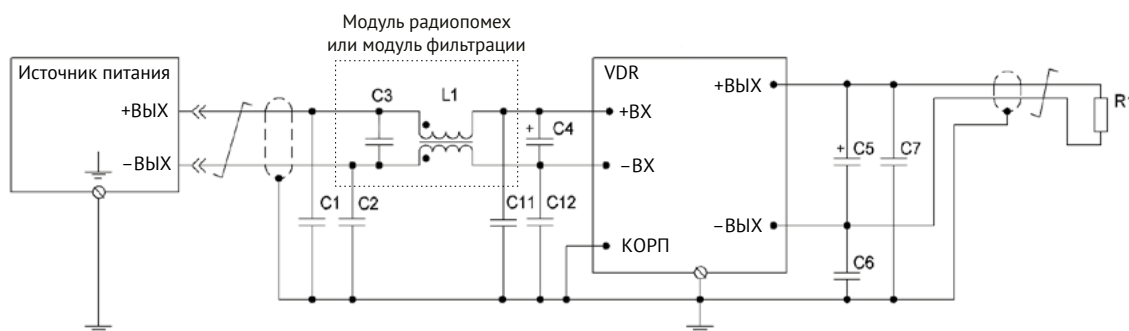 Модуль радиопомех
или модуль фильтрации
Источник питания
+ВЫХ
−ВЫХ
C3
L1
+
C4
C1
C2
C11
C12
VDR
+ВХ
−ВХ
КОРП
+ВЫХ
−ВЫХ
+
C5
C7
C6